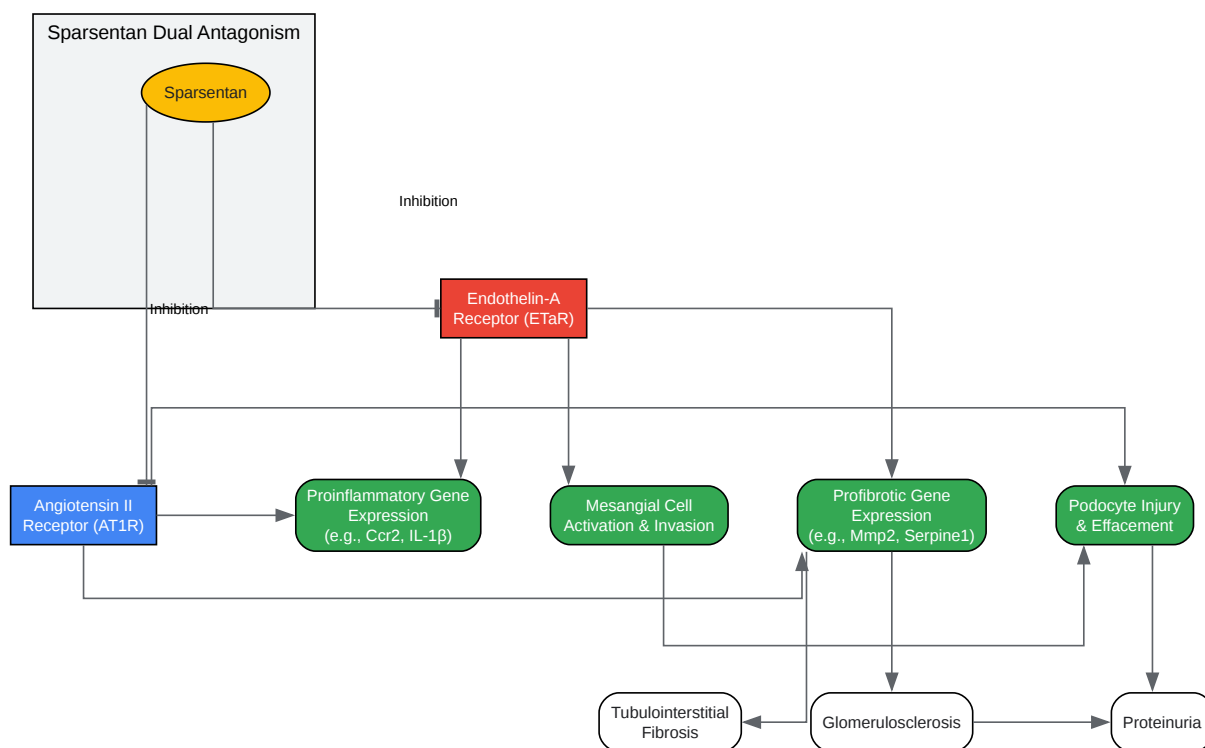 Sparsentan Dual Antagonism
Sparsentan
Inhibition
Endothelin-A
Receptor (ETaR)
Inhibition
Angiotensin II
Receptor (AT1R)
Proinflammatory Gene
Expression
(e.g., Ccr2, IL-1β)
Mesangial Cell
Activation & Invasion
Profibrotic Gene
Expression
(e.g., Mmp2, Serpine1)
Podocyte Injury
& Effacement
Tubulointerstitial
Fibrosis
Glomerulosclerosis
Proteinuria